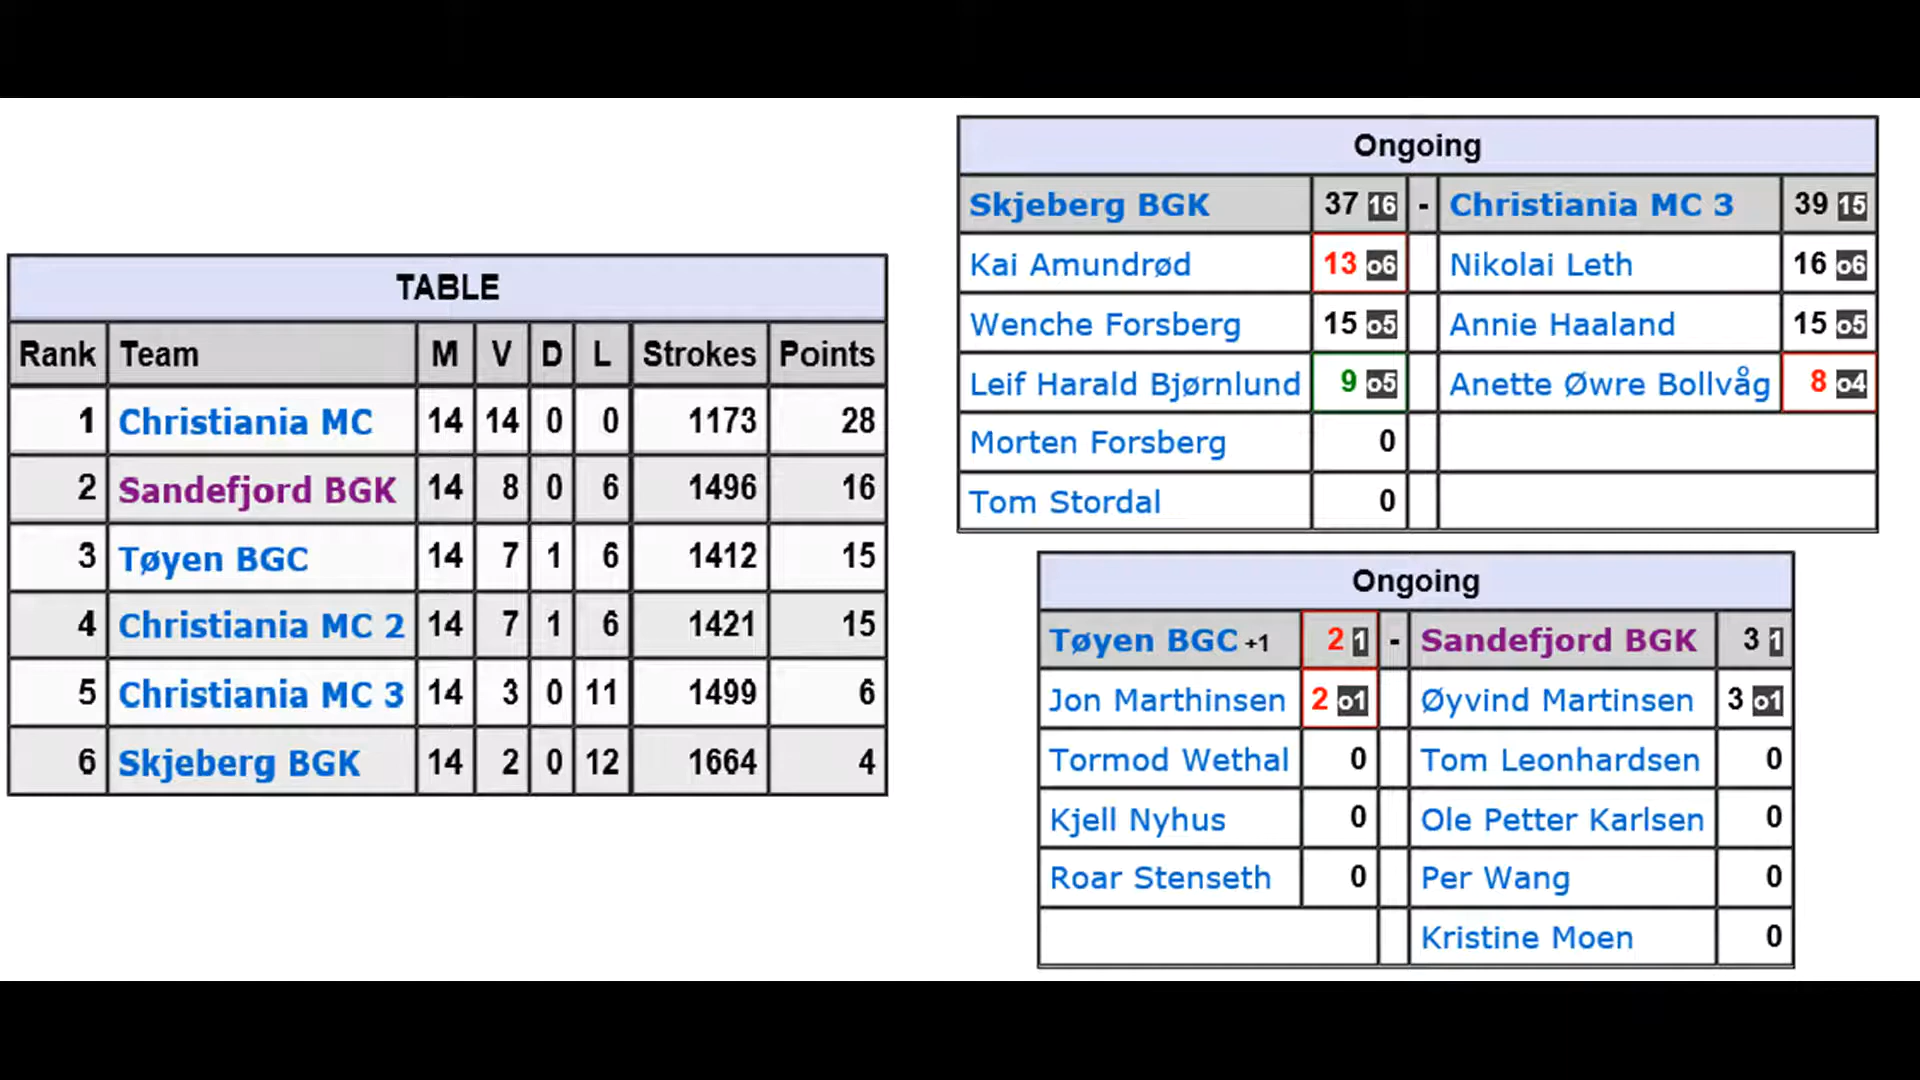 TABLE
Rank Team M V D L Strokes Points
1 Christiania MC 14 14 0 0 1173 28
2 Sandefjord BGK 14 8 0 6 1496 16
3 Tøyen BGC 14 7 1 6 1412 15
4 Christiania MC 2 14 7 1 6 1421 15
5 Christiania MC 3 14 3 0 11 1499 6
6 Skjeberg BGK 14 2 0 12 1664 4
Ongoing
Skjeberg BGK 37 16 - Christiania MC 3 39 15
Kai Amundrød 13 o6 Nikolai Leth 16 o6
Wenche Forsberg 15 o5 Annie Haaland 15 o5
Leif Harald Bjørnlund 9 o5 Anette Øwre Bollvåg 8 o4
Morten Forsberg 0
Tom Stordal 0
Ongoing
Tøyen BGC +1 2 1 - Sandefjord BGK 3 1
Jon Marthinsen 2 o1 Øyvind Martinsen 3 o1
Tormod Wethal 0 Tom Leonhardsen 0
Kjell Nyhus 0 Ole Petter Karlsen 0
Roar Stenseth 0 Per Wang 0
Kristine Moen 0